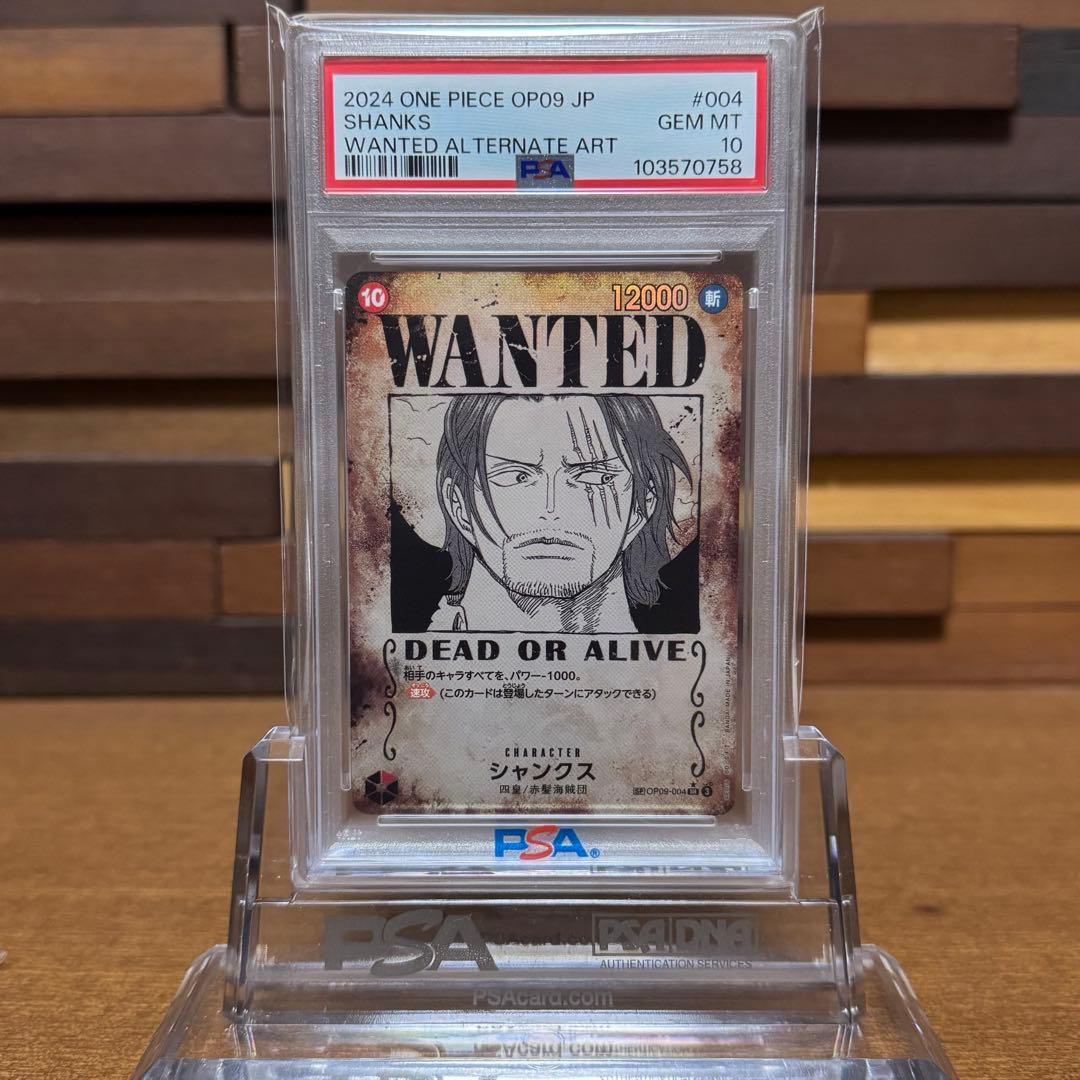 2024 ONE PIECE OP09 JP #004
SHANKS GEM MT
WANTED ALTERNATE ART 10
PSA 103570758
10 12000 斬
WANTED
DEAD OR ALIVE
相手のキャラすべてを、パワー-1000。
速攻 (このカードは登場したターンにアタックできる)
CHARACTER
シャンクス
四皇/赤髪海賊団
SP OP09-004 SR 3
PSA®
PSA PSA/DNA
AUTHENTICATION SERVICES
PSAcard.com